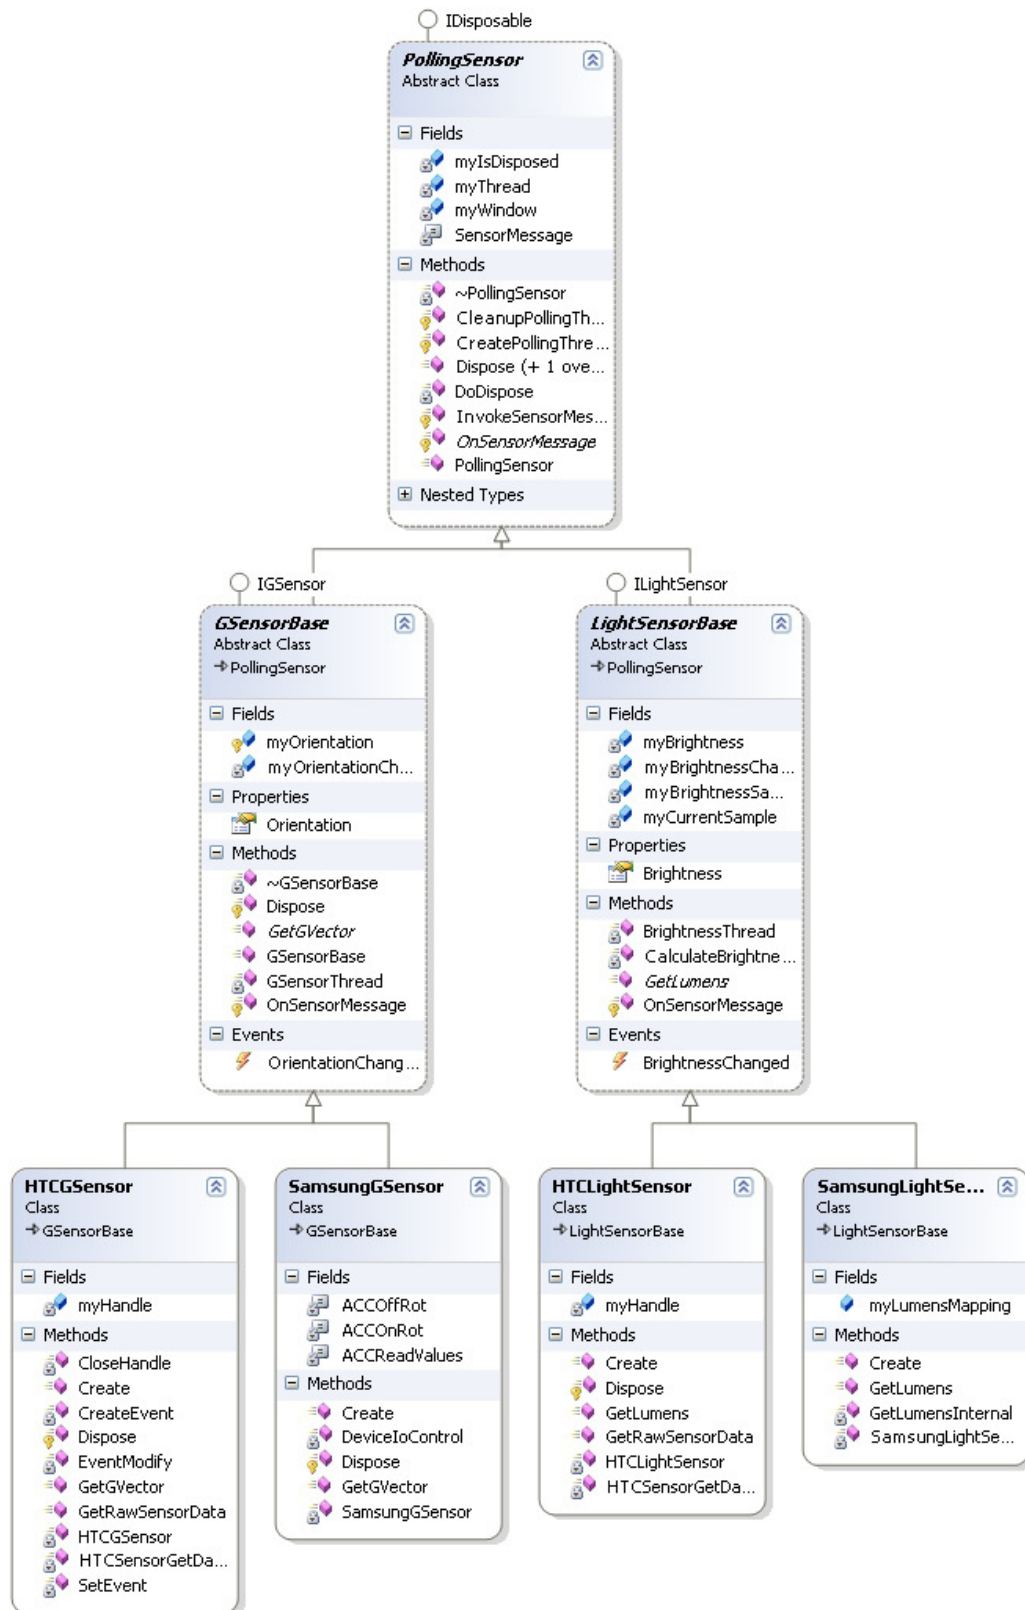 IDisposable
PollingSensor
Abstract Class
Fields
myIsDisposed
myThread
myWindow
SensorMessage
Methods
~PollingSensor
CleanupPollingTh...
CreatePollingThre...
Dispose (+ 1 ove...
DoDispose
InvokeSensorMes...
OnSensorMessage
PollingSensor
Nested Types
IGSensor
GSensorBase
Abstract Class
PollingSensor
Fields
myOrientation
myOrientationCh...
Properties
Orientation
Methods
~GSensorBase
Dispose
GetGVector
GSensorBase
GSensorThread
OnSensorMessage
Events
OrientationChang...
ILightSensor
LightSensorBase
Abstract Class
PollingSensor
Fields
myBrightness
myBrightnessCha...
myBrightnessSa...
myCurrentSample
Properties
Brightness
Methods
BrightnessThread
CalculateBrightne...
GetLumens
OnSensorMessage
Events
BrightnessChanged
HTCGSensor
Class
GSensorBase
Fields
myHandle
Methods
CloseHandle
Create
CreateEvent
Dispose
EventModify
GetGVector
GetRawSensorData
HTCGSensor
HTCSensorGetDa...
SetEvent
SamsungGSensor
Class
GSensorBase
Fields
ACCOffRot
ACCOnRot
ACCReadValues
Methods
Create
DeviceIoControl
Dispose
GetGVector
SamsungGSensor
HTCLightSensor
Class
LightSensorBase
Fields
myHandle
Methods
Create
Dispose
GetLumens
GetRawSensorData
HTCLightSensor
HTCSensorGetDa...
SamsungLightSe...
Class
LightSensorBase
Fields
myLumensMapping
Methods
Create
GetLumens
GetLumensInternal
SamsungLightSe...